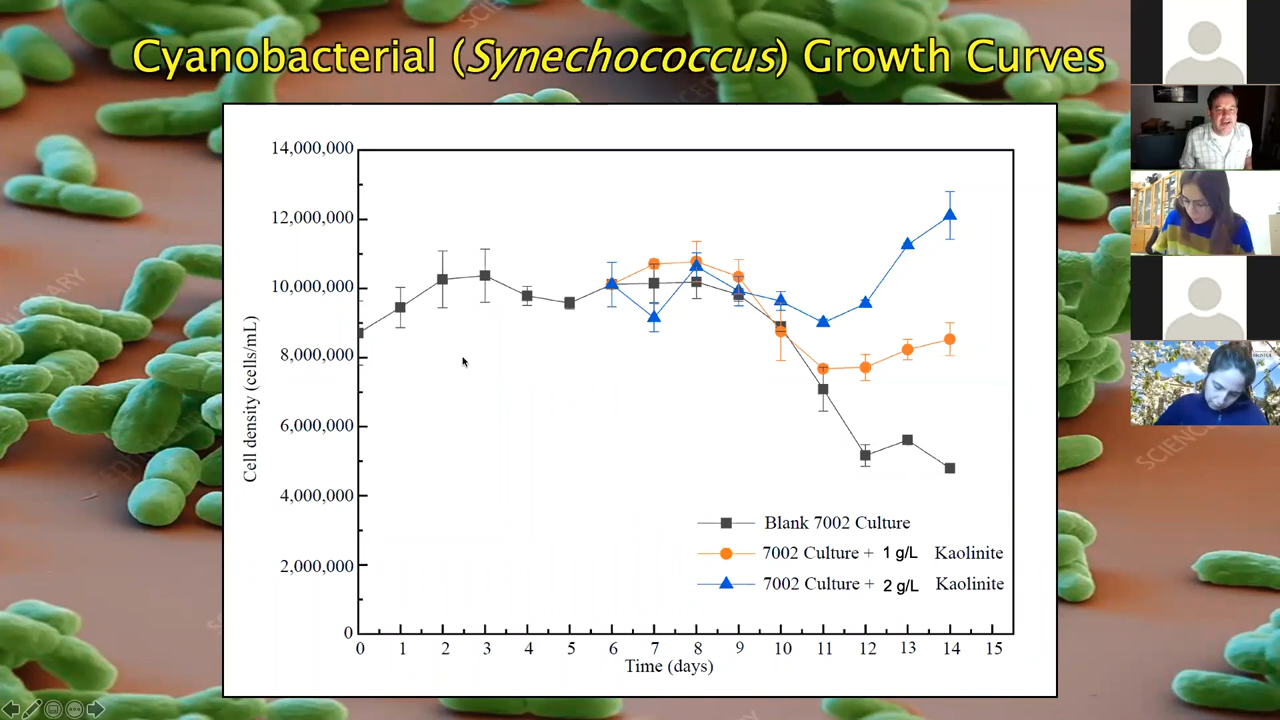 Cyanobacterial (Synechococcus) Growth Curves
14,000,000
12,000,000
10,000,000
8,000,000
6,000,000
4,000,000
2,000,000
0
Cell density (cells/mL)
0 1 2 3 4 5 6 7 8 9 10 11 12 13 14 15
Time (days)
Blank 7002 Culture
7002 Culture + 1 g/L Kaolinite
7002 Culture + 2 g/L Kaolinite